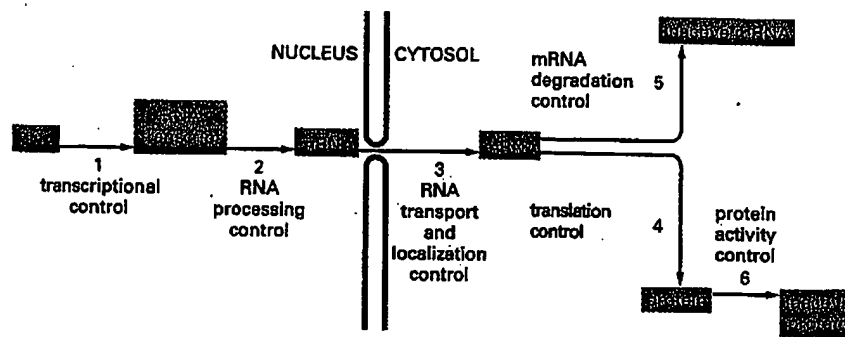 NUCLEUS
CYTOSOL
mRNA
degradation
control
5
1
transcriptional
control
2
RNA
processing
control
3
RNA
transport
and
localization
control
translation
control
4
protein
activity
control
6